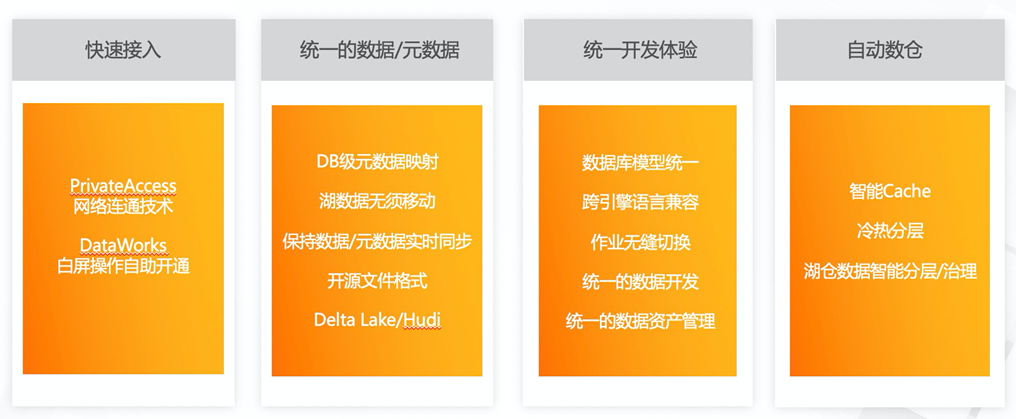 快速接入
PrivateAccess
网络连通技术
DataWorks
白屏操作自助开通
统一的数据/元数据
DB级元数据映射
湖数据无须移动
保持数据/元数据实时同步
开源文件格式
Delta Lake/Hudi
统一开发体验
数据库模型统一
跨引擎语言兼容
作业无缝切换
统一的数据开发
统一的数据资产管理
自动数仓
智能Cache
冷热分层
湖仓数据智能分层/治理